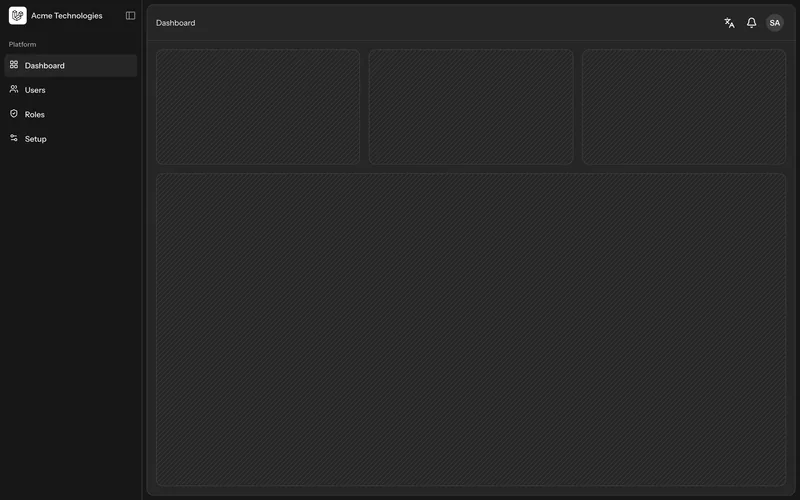 Acme Technologies
Platform
Dashboard
Users
Roles
Setup
Dashboard
SA